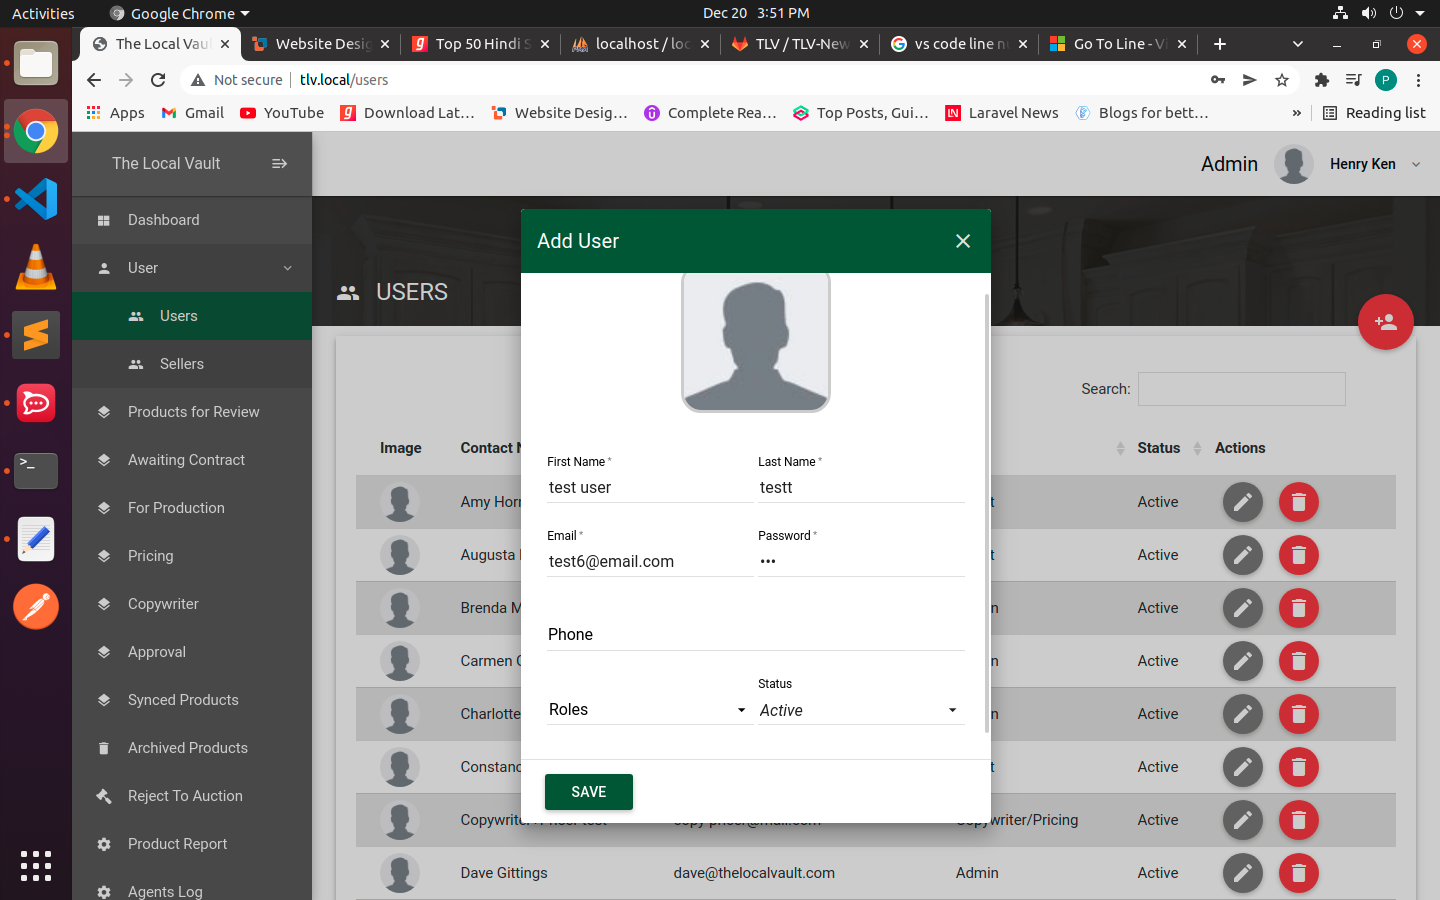 Activities
Google Chrome
Dec 20 3:51 PM
The Local Vaul
Website Desig
Top 50 Hindi S
localhost / loc
TLV / TLV-New
vs code line nu
Go To Line - Vi
Not secure
tlv.local/users
P
Apps
Gmail
YouTube
Download Lat...
Website Desig...
Complete Rea...
Top Posts, Gui...
Laravel News
Blogs for bett...
»
Reading list
The Local Vault
Admin
Henry Ken
Dashboard
User
Users
Sellers
Products for Review
Awaiting Contract
For Production
Pricing
Copywriter
Approval
Synced Products
Archived Products
Reject To Auction
Product Report
Agents Log
USERS
Search:
Image
Contact N
Status
Actions
Amy Horn
t
Active
Augusta
t
Active
Brenda M
n
Active
Carmen C
n
Active
Charlotte
n
Active
Constanc
t
Active
Copywriter
Copywriter/Pricing
Active
Dave Gittings
dave@thelocalvault.com
Admin
Active
Add User
First Name *
test user
Last Name *
testt
Email *
test6@email.com
Password *
•••
Phone
Roles
Status
Active
SAVE